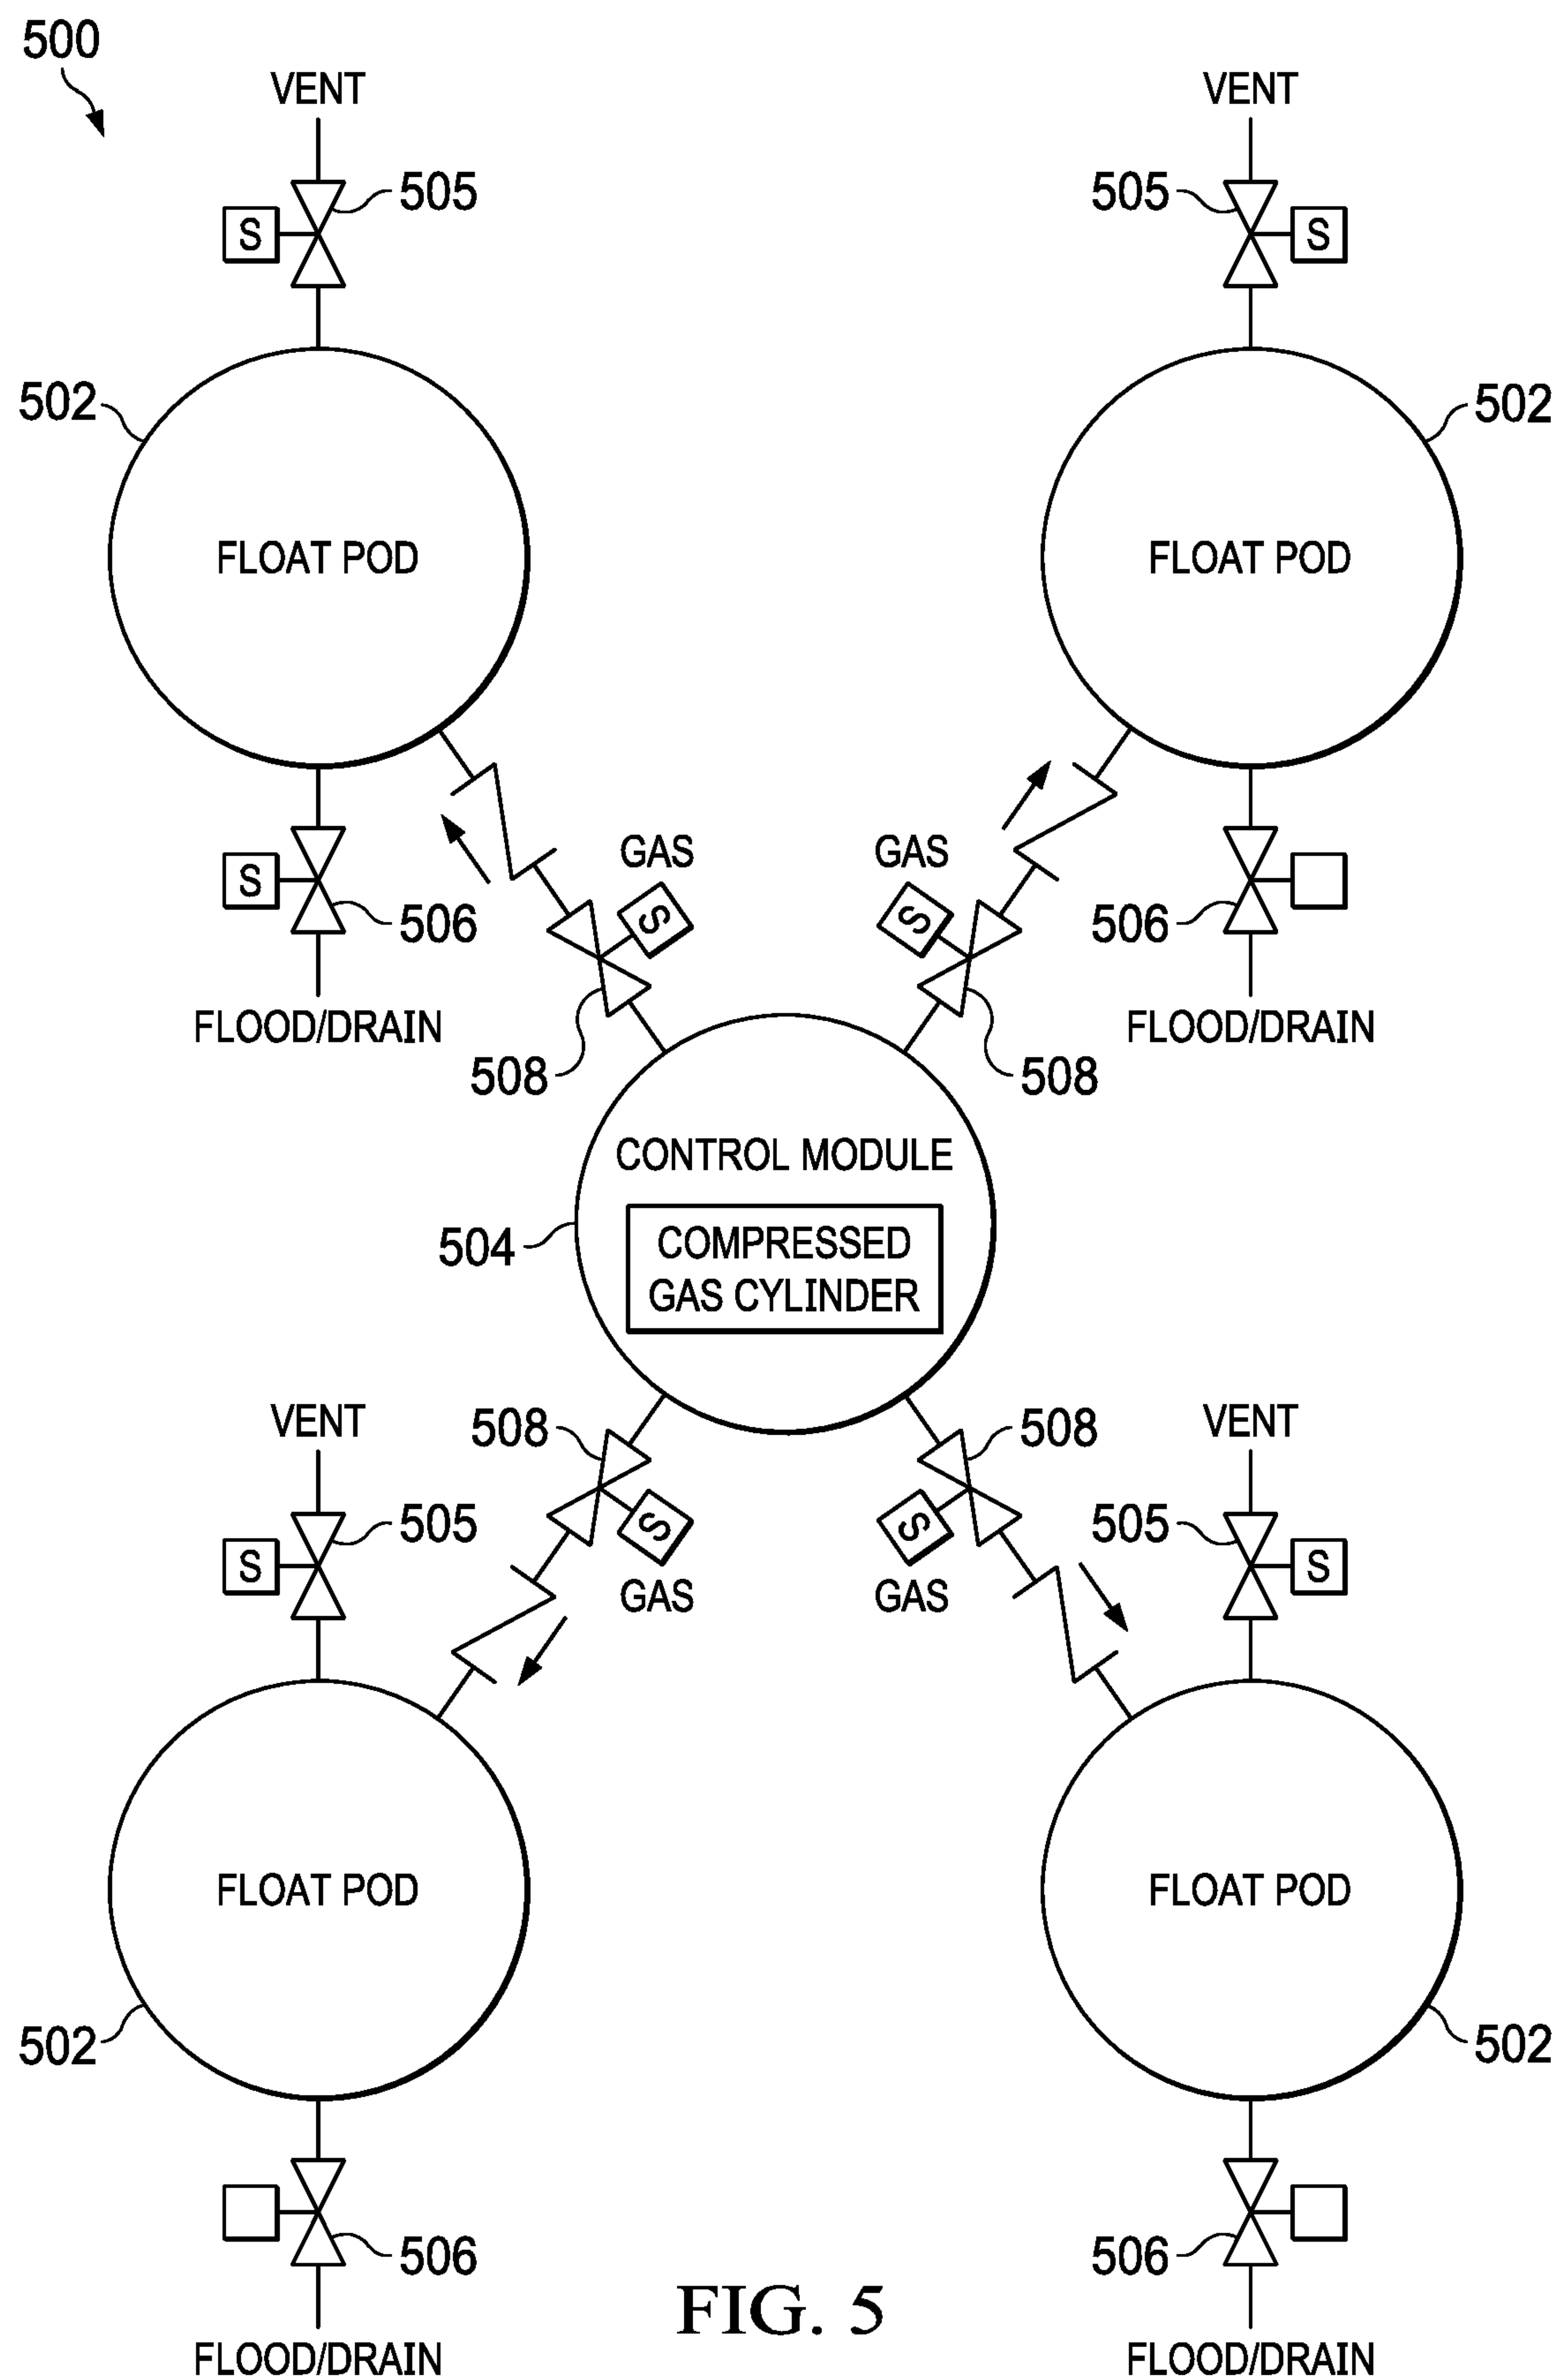 500
VENT
VENT
505
505
S
S
502
502
FLOAT POD
FLOAT POD
GAS
GAS
S
S
S
506
506
FLOOD/DRAIN
FLOOD/DRAIN
508
508
CONTROL MODULE
504
COMPRESSED
GAS CYLINDER
VENT
508
508
VENT
505
505
S
S
S
S
GAS
GAS
FLOAT POD
FLOAT POD
502
502
506
506
FIG. 5
FLOOD/DRAIN
FLOOD/DRAIN